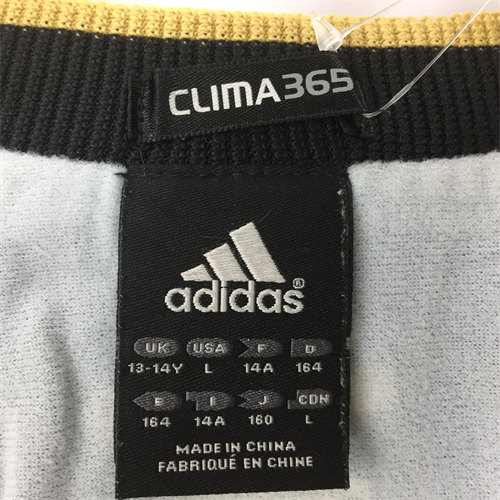 CLIMA365
adidas®
UK USA F D
13-14Y L 14A 164
E I J CDN
164 14A 160 L
MADE IN CHINA
FABRIQUÉ EN CHINE